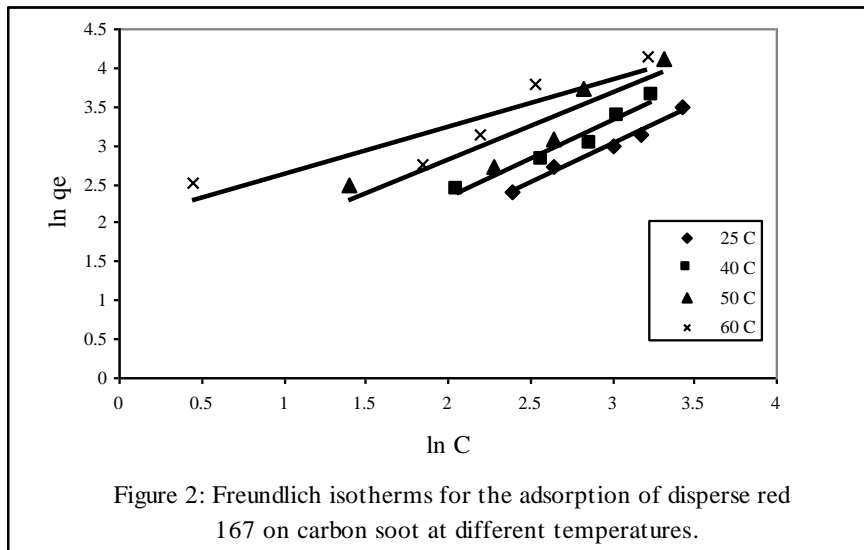 4.5
4
3.5
3
2.5
2
1.5
1
0.5
0
ln qe
0 0.5 1 1.5 2 2.5 3 3.5 4
ln C
25 C
40 C
50 C
60 C
Figure 2: Freundlich isotherms for the adsorption of disperse red
167 on carbon soot at different temperatures.